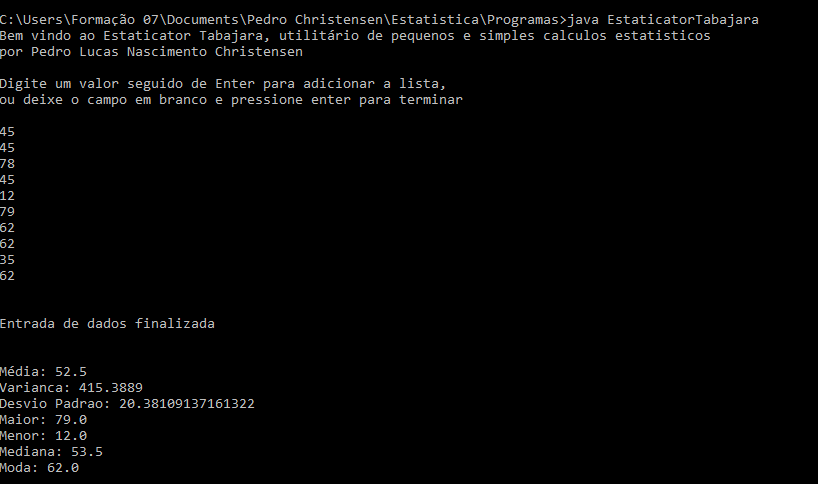 C:\Users\Formação 07\Documents\Pedro Christensen\Estatistica\Programas>java EstaticatorTabajara
Bem vindo ao Estaticator Tabajara, utilitário de pequenos e simples calculos estatisticos
por Pedro Lucas Nascimento Christensen
Digite um valor seguido de Enter para adicionar a lista,
ou deixe o campo em branco e pressione enter para terminar
45
45
78
45
12
79
62
62
35
62
Entrada de dados finalizada
Média: 52.5
Varianca: 415.3889
Desvio Padrao: 20.38109137161322
Maior: 79.0
Menor: 12.0
Mediana: 53.5
Moda: 62.0